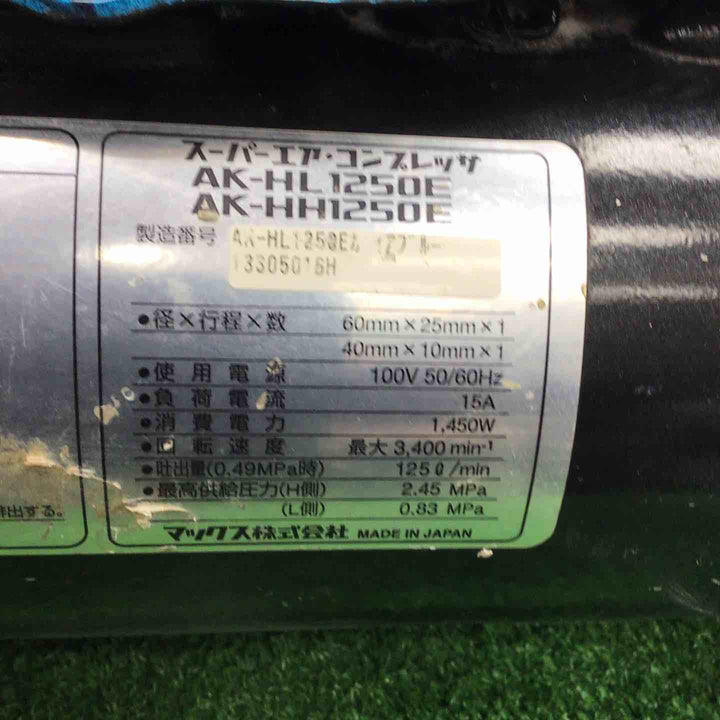 スーパーエア・コンプレッサ
AK-HL1250E
AK-HH1250E
製造番号
●径×行程×数 60mm×25mm×1
40mm×10mm×1
●使用電源 100V 50/60Hz
●負荷電流 15A
●消費電力 1,450W
●回転速度 最大 3,400 min-¹
●吐出量(0.49MPa時) 125ℓ/min
●最高供給圧力(H側) 2.45 MPa
(L側) 0.83 MPa
出する。
マックス株式会社 MADE IN JAPAN